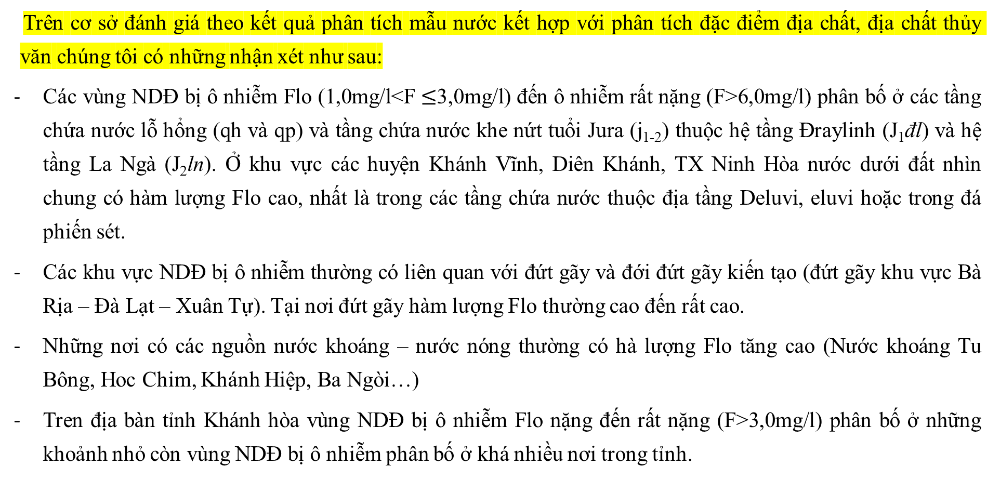 Trên cơ sở đánh giá theo kết quả phân tích mẫu nước kết hợp với phân tích đặc điểm địa chất, địa chất thủy
văn chúng tôi có những nhận xét như sau:
- Các vùng NDĐ bị ô nhiễm Flo (1,0mg/l<F ≤3,0mg/l) đến ô nhiễm rất nặng (F>6,0mg/l) phân bố ở các tầng
chứa nước lỗ hổng (qh và qp) và tầng chứa nước khe nứt tuổi Jura (j1-2) thuộc hệ tầng Đraylinh (J1đl) và hệ
tầng La Ngà (J2ln). Ở khu vực các huyện Khánh Vĩnh, Diên Khánh, TX Ninh Hòa nước dưới đất nhìn
chung có hàm lượng Flo cao, nhất là trong các tầng chứa nước thuộc địa tầng Deluvi, eluvi hoặc trong đá
phiến sét.
- Các khu vực NDĐ bị ô nhiễm thường có liên quan với đứt gãy và đới đứt gãy kiến tạo (đứt gãy khu vực Bà
Rịa – Đà Lạt – Xuân Tự). Tại nơi đứt gãy hàm lượng Flo thường cao đến rất cao.
- Những nơi có các nguồn nước khoáng – nước nóng thường có hà lượng Flo tăng cao (Nước khoáng Tu
Bông, Hoc Chim, Khánh Hiệp, Ba Ngòi…)
- Tren địa bàn tỉnh Khánh hòa vùng NDĐ bị ô nhiễm Flo nặng đến rất nặng (F>3,0mg/l) phân bố ở những
khoảnh nhỏ còn vùng NDĐ bị ô nhiễm phân bố ở khá nhiều nơi trong tỉnh.